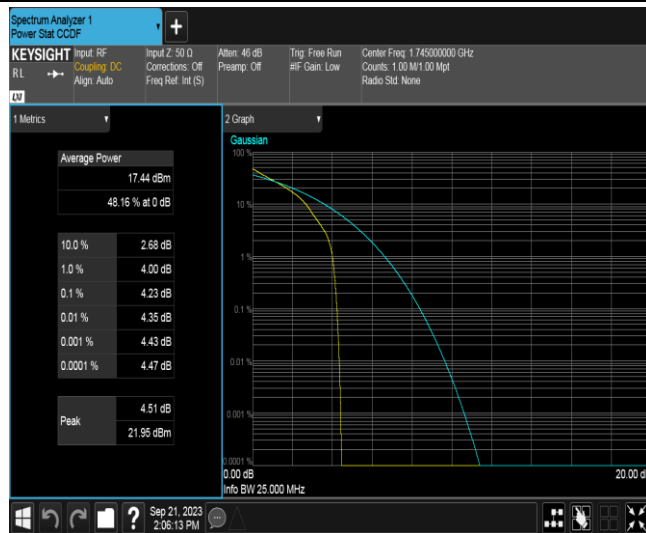 Spectrum Analyzer 1
Power Stat CCDF
+
KEYSIGHT
RL
Input: RF
Coupling: DC
Align: Auto
Input Z: 50 Ω
Corrections: Off
Freq Ref: Int (S)
Atten: 46 dB
Preamp: Off
Trig: Free Run
#IF Gain: Low
Center Freq: 1.745000000 GHz
Counts: 1.00 M/1.00 Mpt
Radio Std: None
1 Metrics
Average Power
17.44 dBm
48.16 % at 0 dB
10.0 % 2.68 dB
1.0 % 4.00 dB
0.1 % 4.23 dB
0.01 % 4.35 dB
0.001 % 4.43 dB
0.0001 % 4.47 dB
Peak
4.51 dB
21.95 dBm
2 Graph
Gaussian
100 %
10 %
1 %
0.1 %
0.01 %
0.001 %
0.0001 %
0.00 dB
20.00 d
Info BW 25.000 MHz
?
Sep 21, 2023
2:06:13 PM